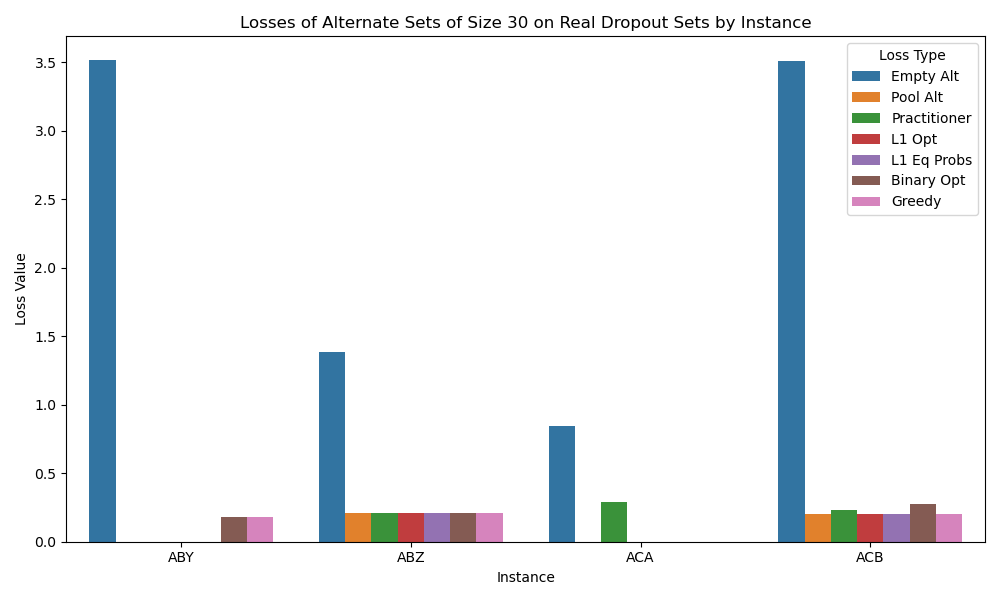 Losses of Alternate Sets of Size 30 on Real Dropout Sets by Instance
Loss Value
3.5
3.0
2.5
2.0
1.5
1.0
0.5
0.0
Loss Type
Empty Alt
Pool Alt
Practitioner
L1 Opt
L1 Eq Probs
Binary Opt
Greedy
ABY
ABZ
ACA
ACB
Instance